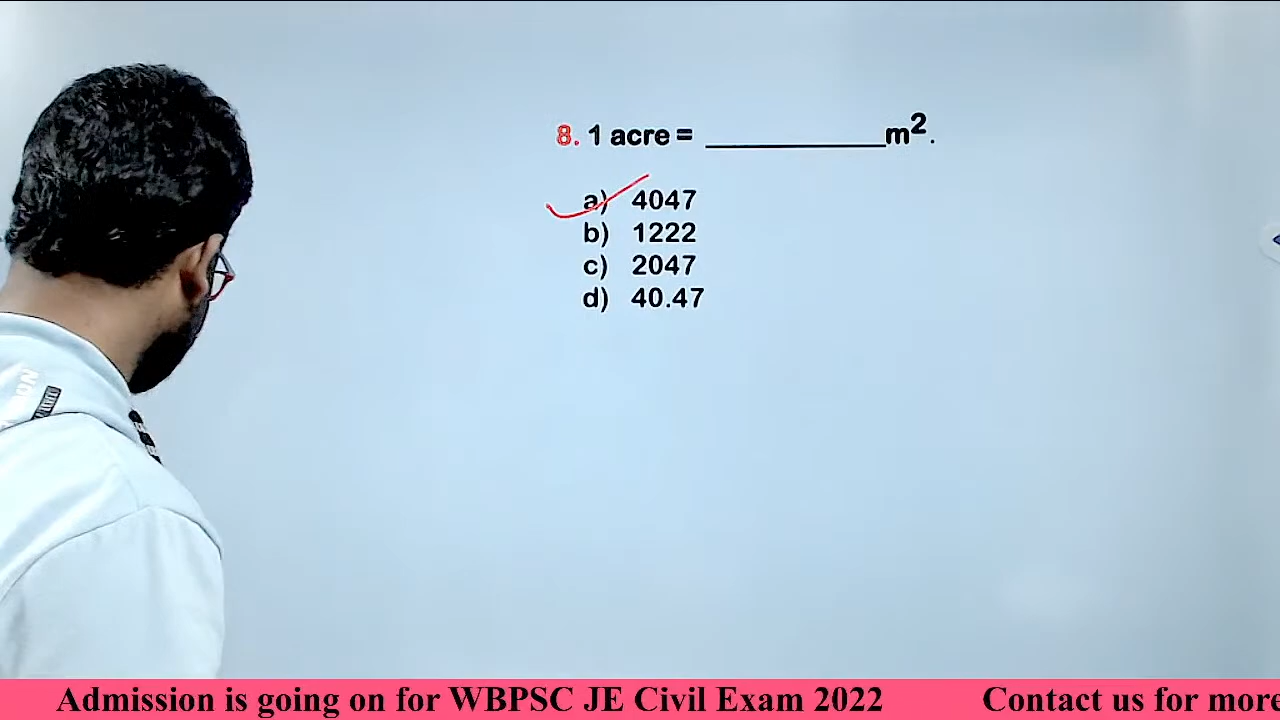 8. 1 acre = ____________m².
a) 4047
b) 1222
c) 2047
d) 40.47
Admission is going on for WBPSC JE Civil Exam 2022 Contact us for more